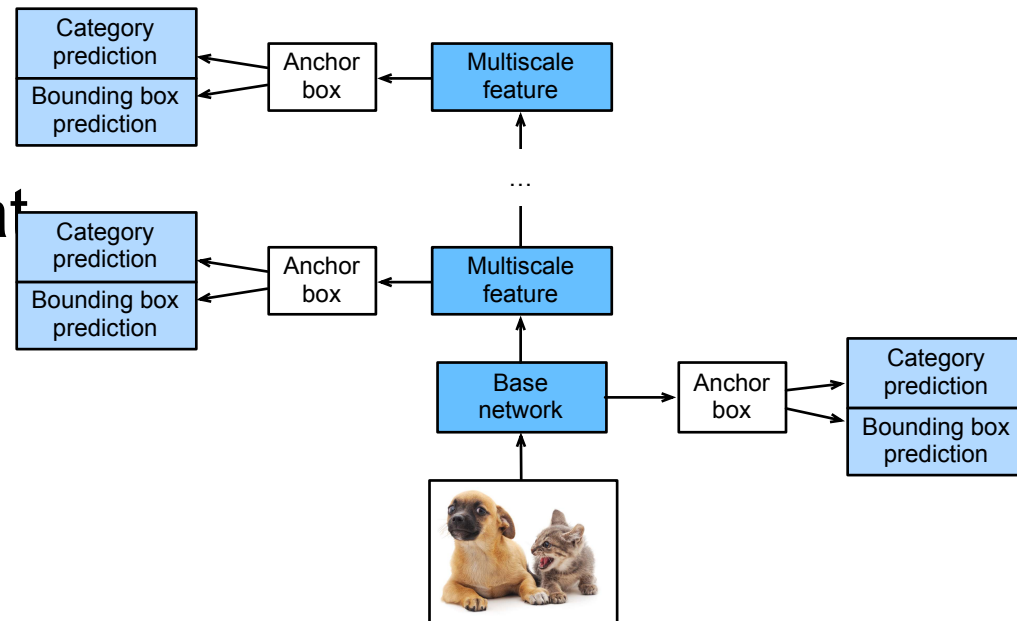 Category
prediction
Bounding box
prediction
Anchor
box
Multiscale
feature
...
at
Category
prediction
Bounding box
prediction
Anchor
box
Multiscale
feature
Base
network
Anchor
box
Category
prediction
Bounding box
prediction